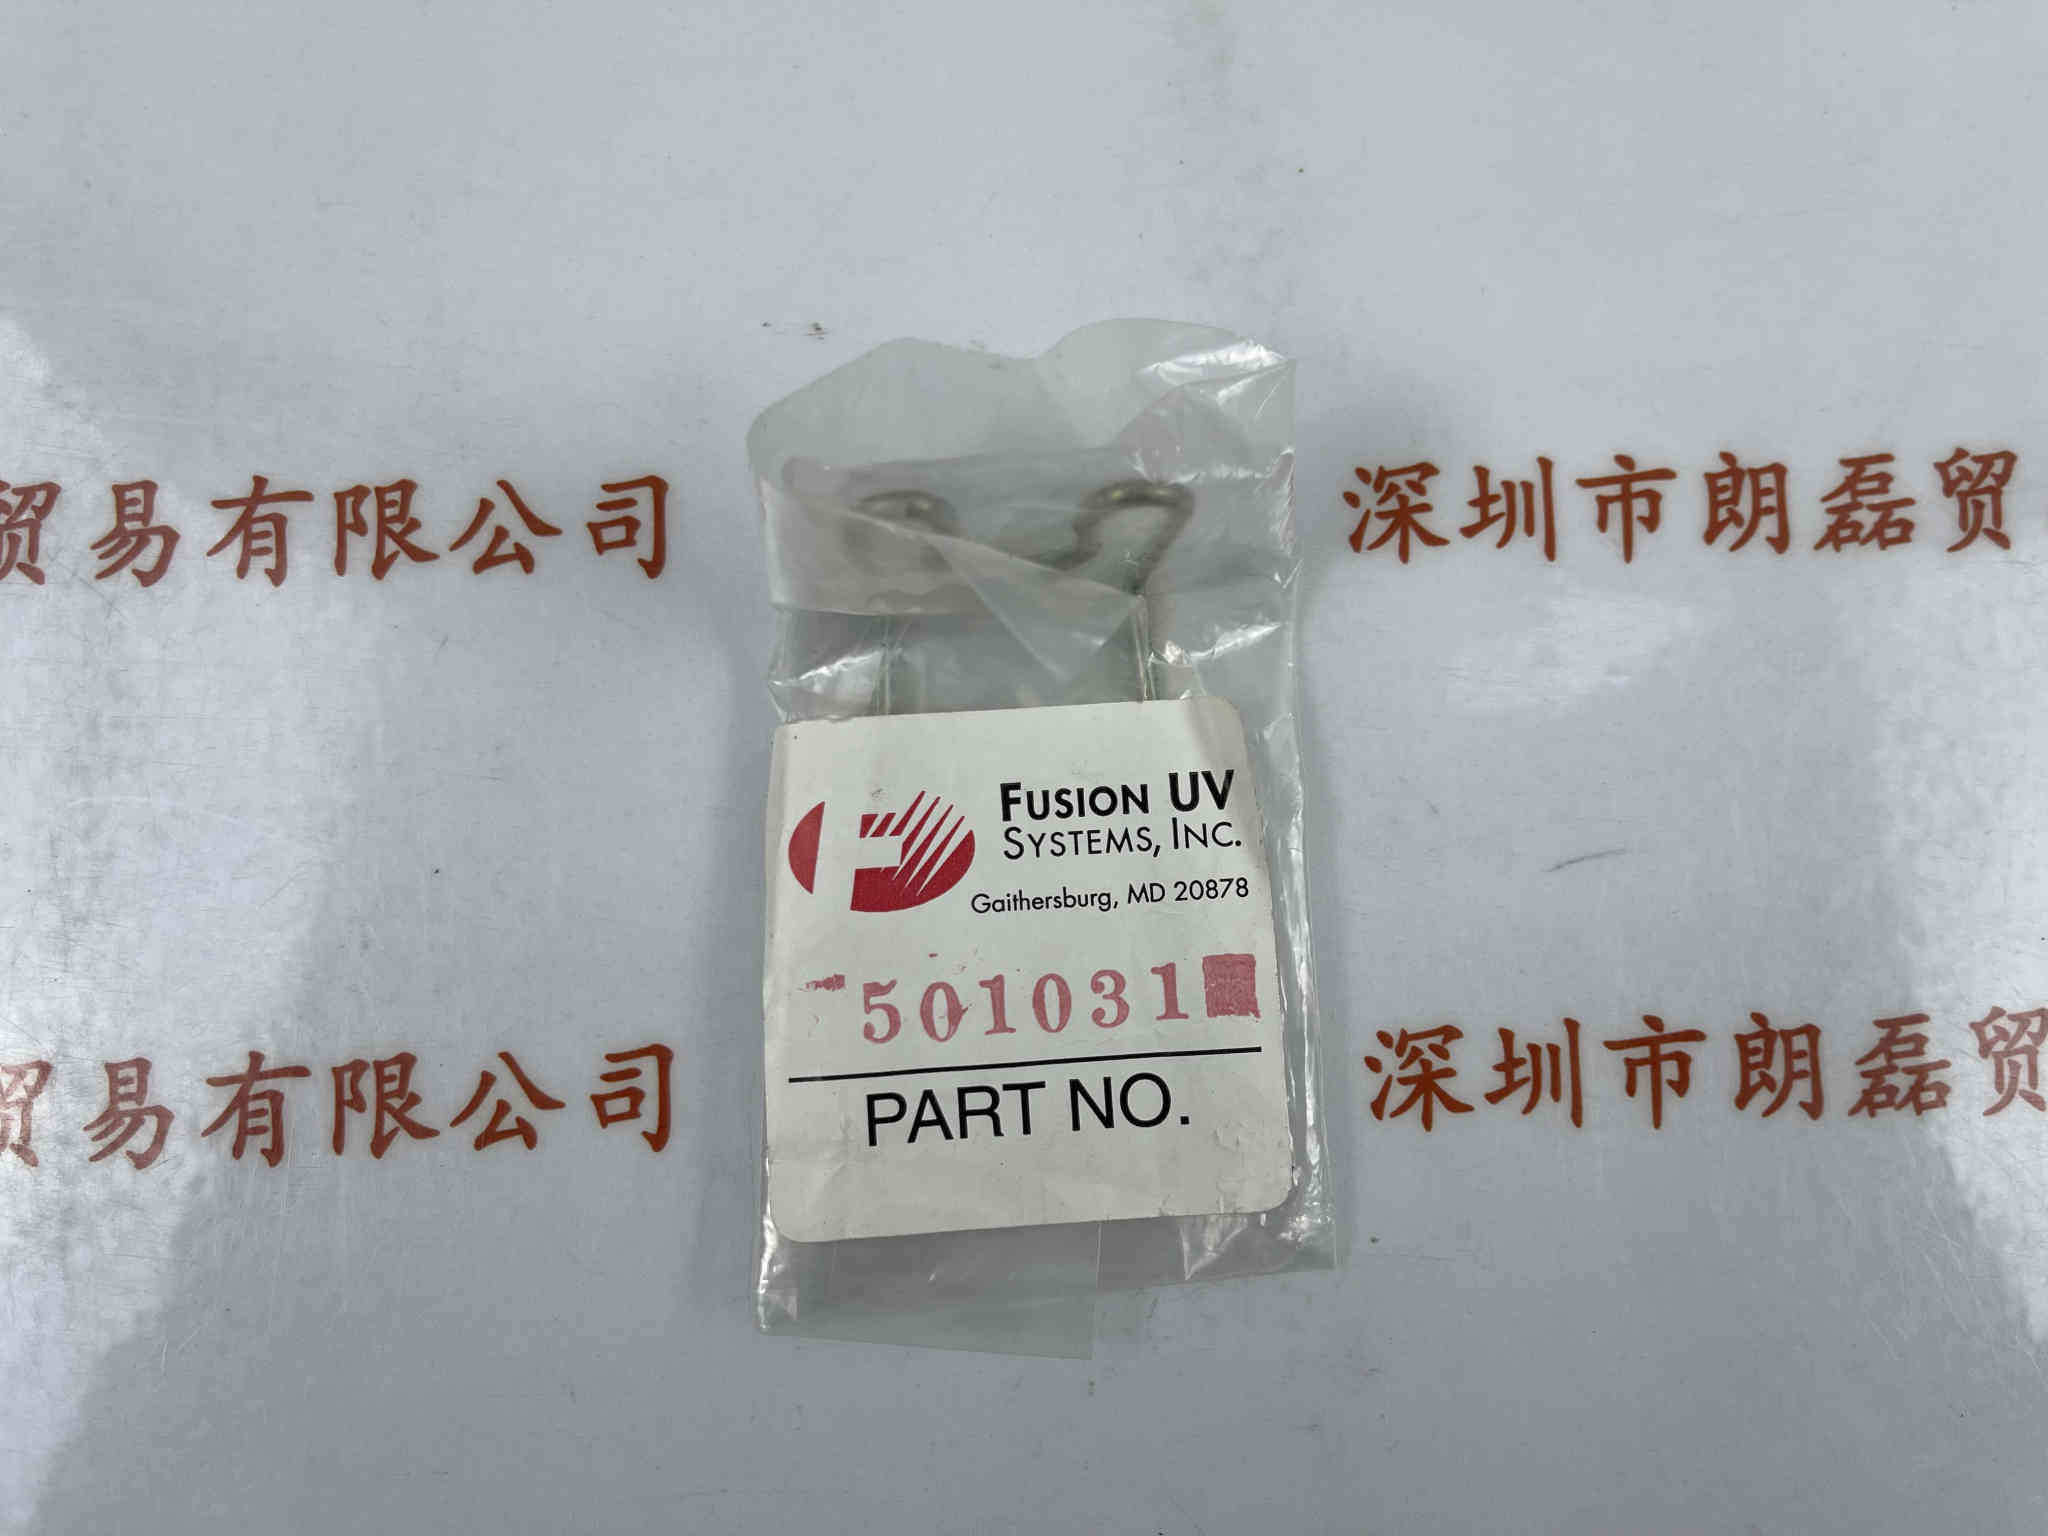 贸易有限公司
深圳市朗磊贸
FUSION UV
SYSTEMS, INC.
Gaithersburg, MD 20878
501031
PART NO.
贸易有限公司
深圳市朗磊贸